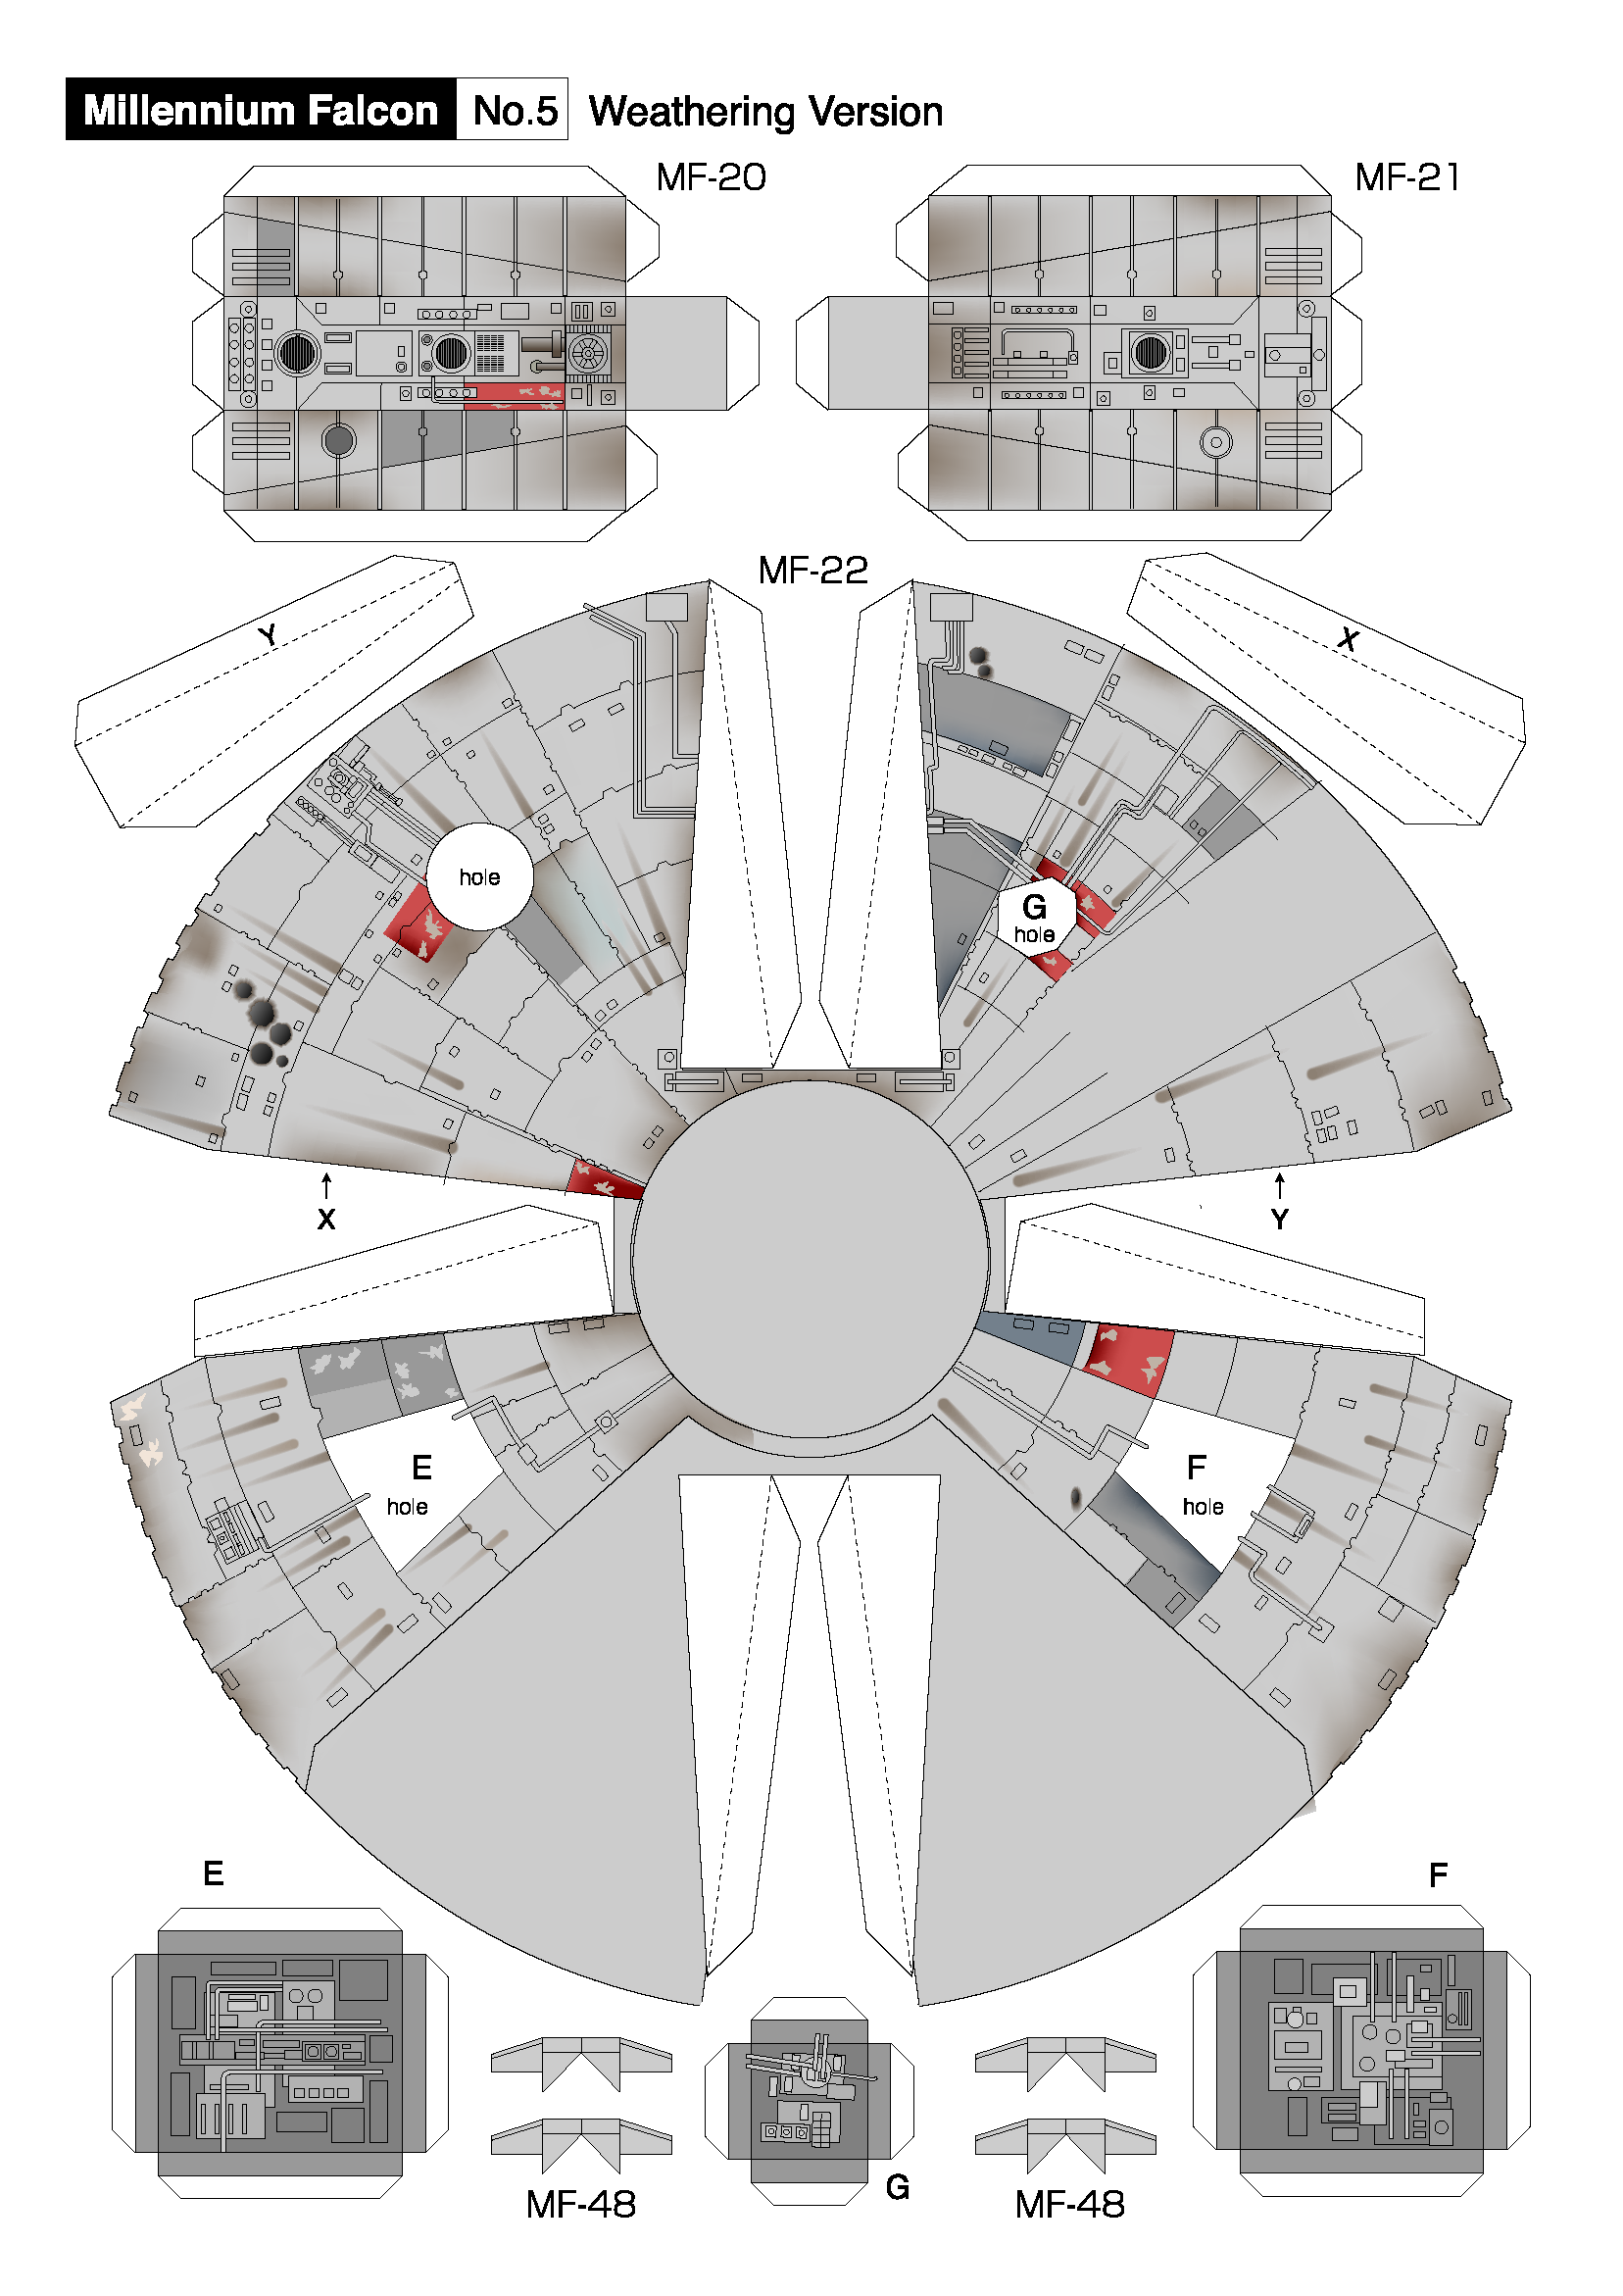 Millennium Falcon No.5 Weathering Version
MF-20
MF-21
MF-22
Y
X
hole
G
hole
X
Y
E
hole
F
hole
E
F
G
MF-48
MF-48